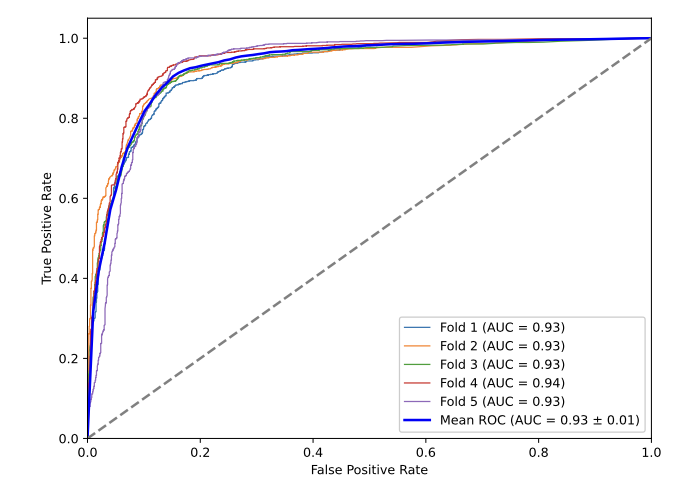 1.0
0.8
0.6
0.4
0.2
0.0
True Positive Rate
Fold 1 (AUC = 0.93)
Fold 2 (AUC = 0.93)
Fold 3 (AUC = 0.93)
Fold 4 (AUC = 0.94)
Fold 5 (AUC = 0.93)
Mean ROC (AUC = 0.93 ± 0.01)
0.0 0.2 0.4 0.6 0.8 1.0
False Positive Rate